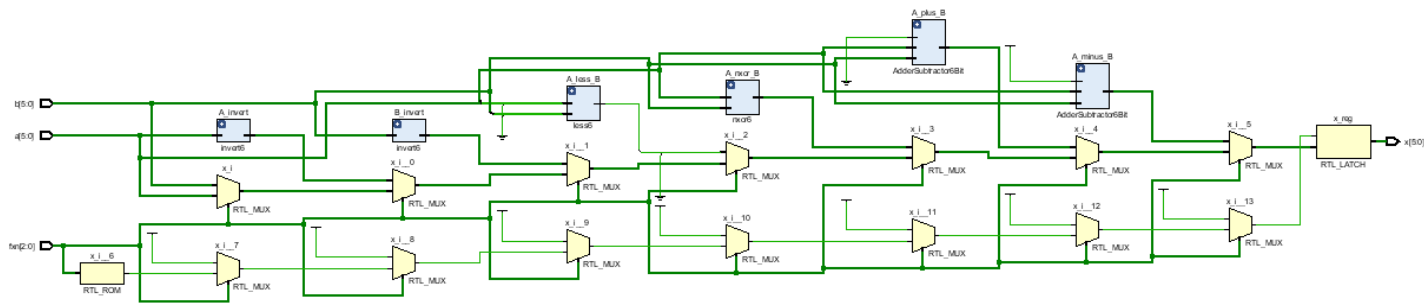 A_plus_B
AdderSubtractor6Bit
A_minus_B
AdderSubtractor6Bit
A_less_B
less6
A_nxor_B
nxor6
b[5:0]
a[5:0]
A_invert
invert6
B_invert
invert6
x_i
RTL_MUX
x_i__0
RTL_MUX
x_i__1
RTL_MUX
x_i__2
RTL_MUX
x_i__3
RTL_MUX
x_i__4
RTL_MUX
x_i__5
RTL_MUX
x_reg
RTL_LATCH
x[5:0]
fxn[2:0]
x_i__6
RTL_ROM
x_i__7
RTL_MUX
x_i__8
RTL_MUX
x_i__9
RTL_MUX
x_i__10
RTL_MUX
x_i__11
RTL_MUX
x_i__12
RTL_MUX
x_i__13
RTL_MUX